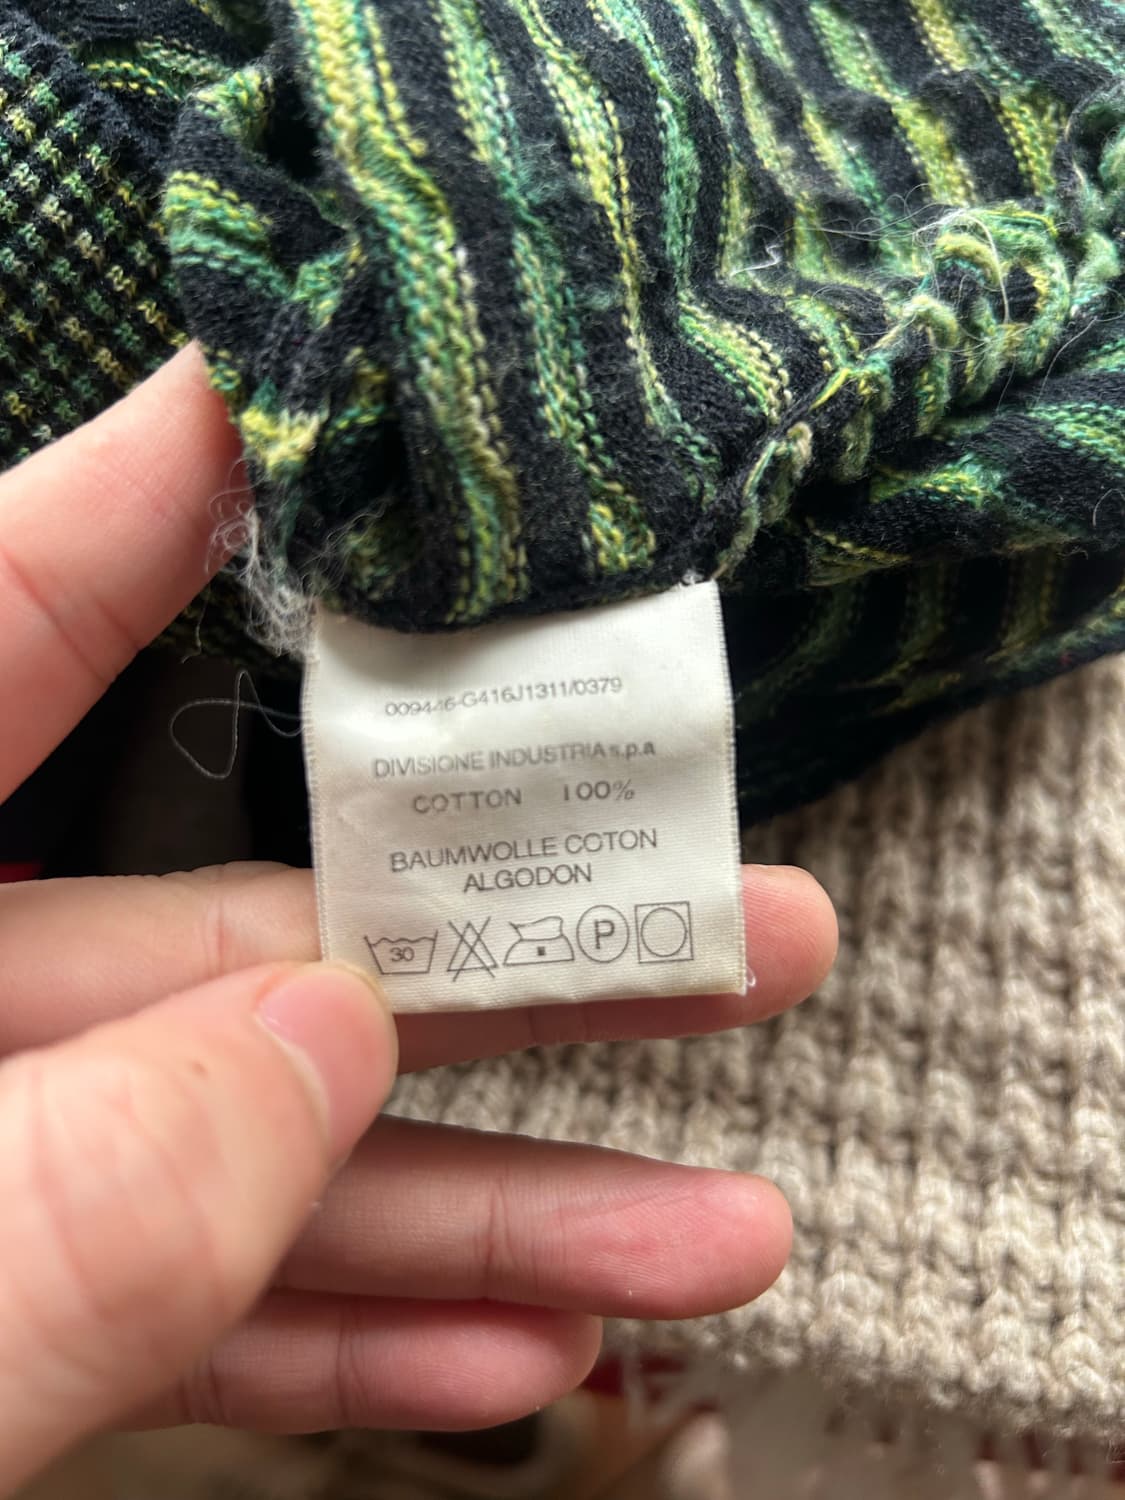 009446-G416J1311/0379
DIVISIONE INDUSTRIA s.p.a
COTTON 100%
BAUMWOLLE COTON
ALGODON
30 P